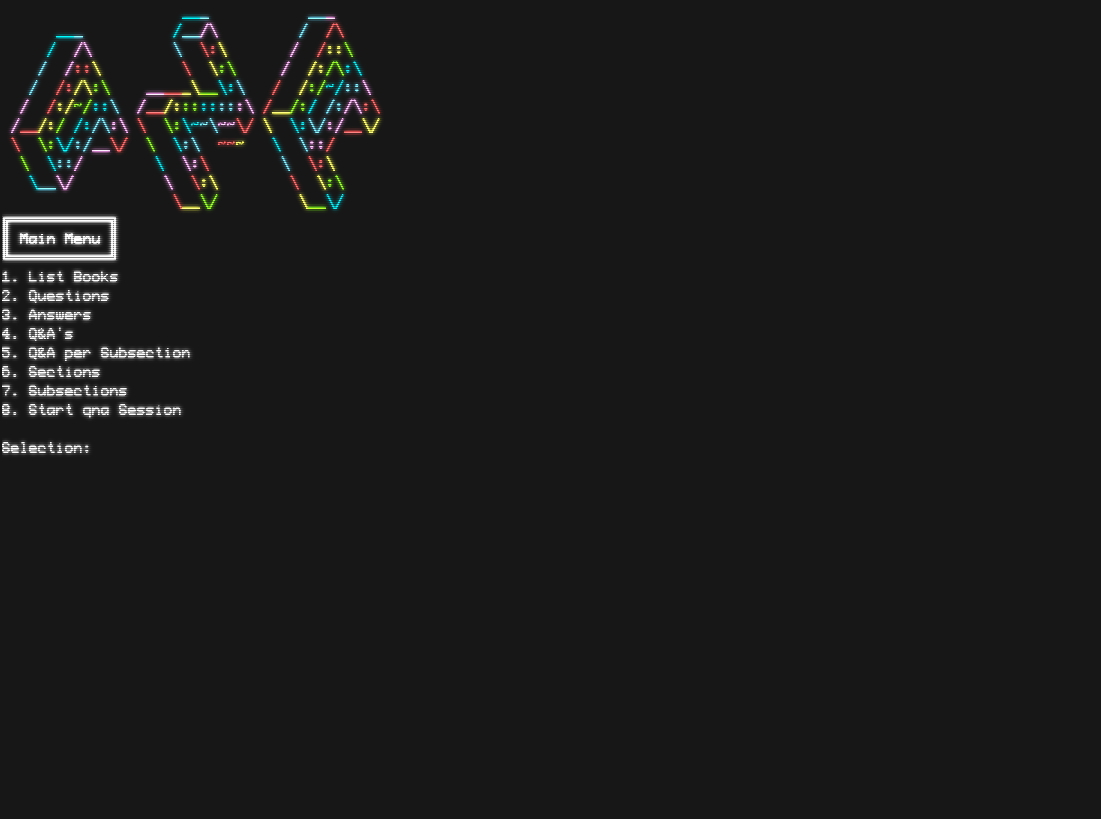 Main Menu
1. List Books
2. Questions
3. Answers
4. Q&A's
5. Q&A per Subsection
6. Sections
7. Subsections
8. Start qna Session
Selection: